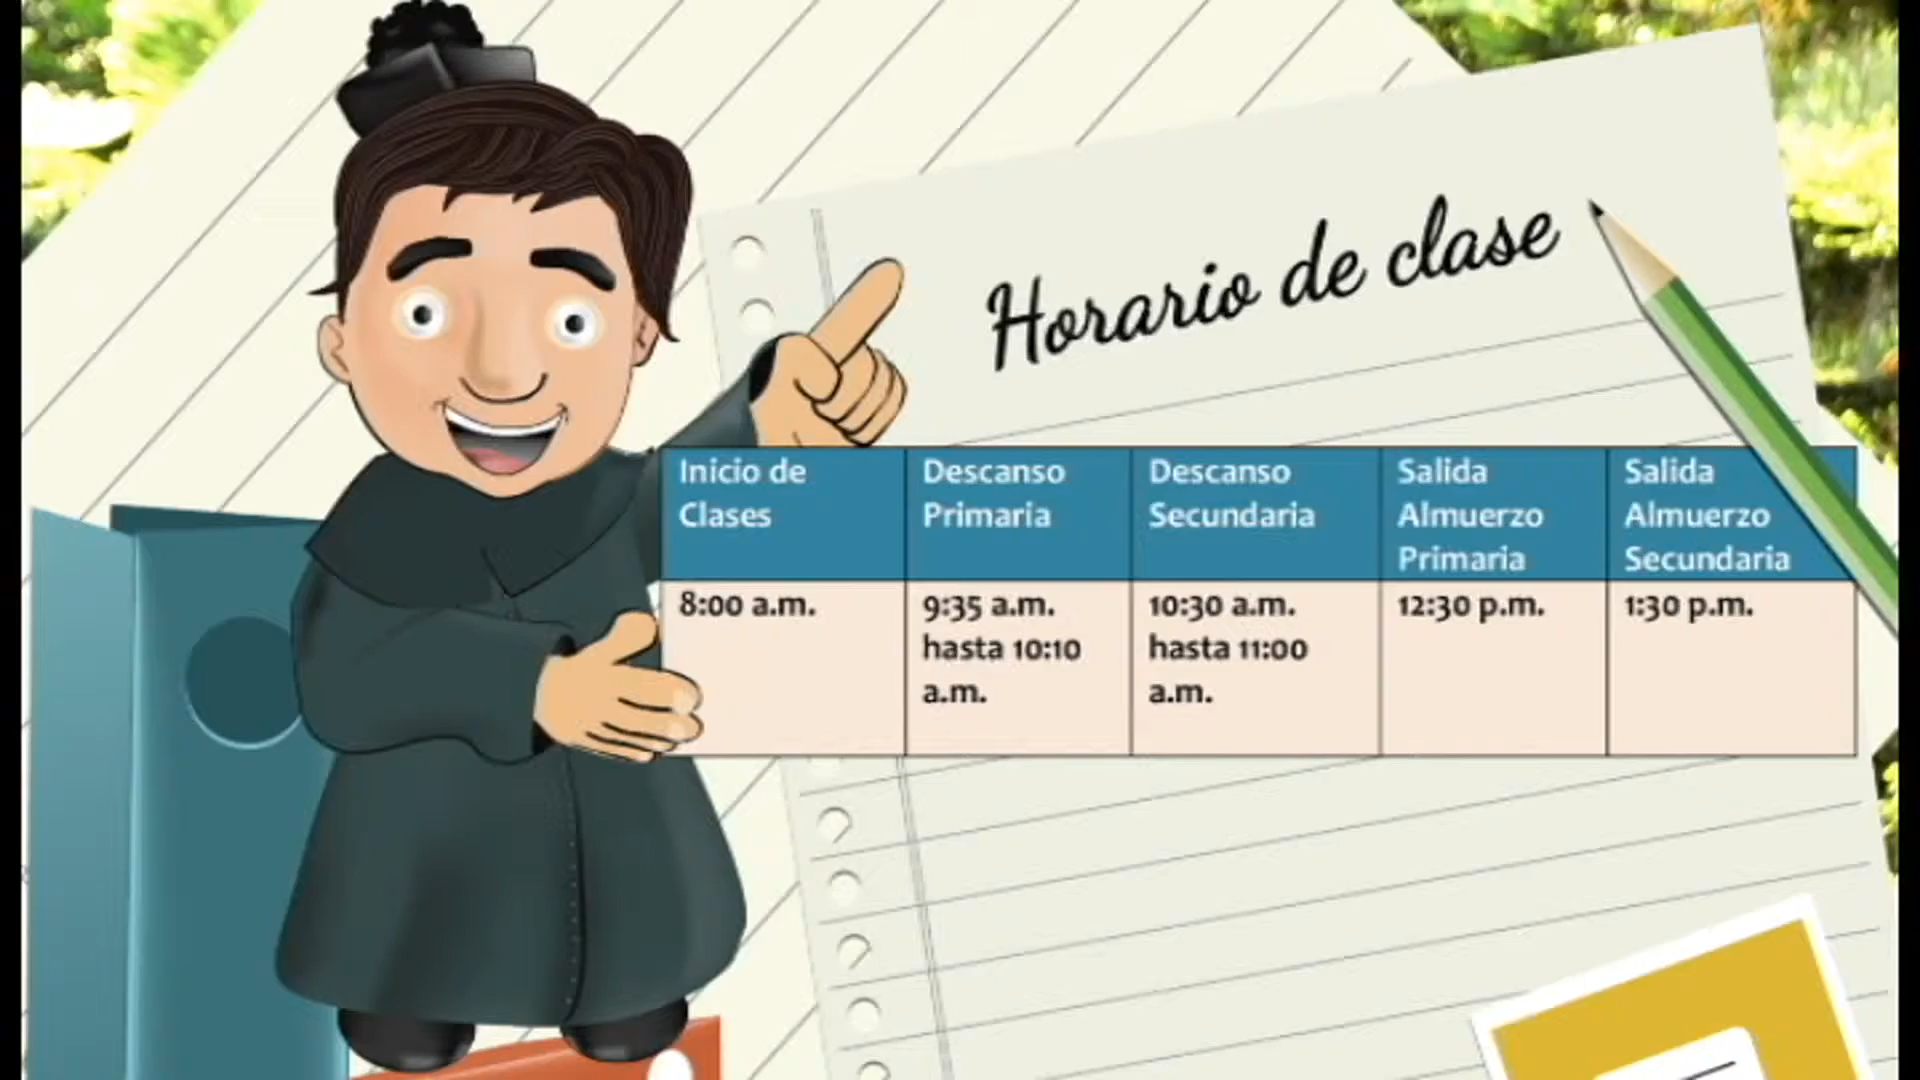 Horario de clase
Inicio de
Clases
Descanso
Primaria
Descanso
Secundaria
Salida
Almuerzo
Primaria
Salida
Almuerzo
Secundaria
8:00 a.m.
9:35 a.m.
hasta 10:10
a.m.
10:30 a.m.
hasta 11:00
a.m.
12:30 p.m.
1:30 p.m.